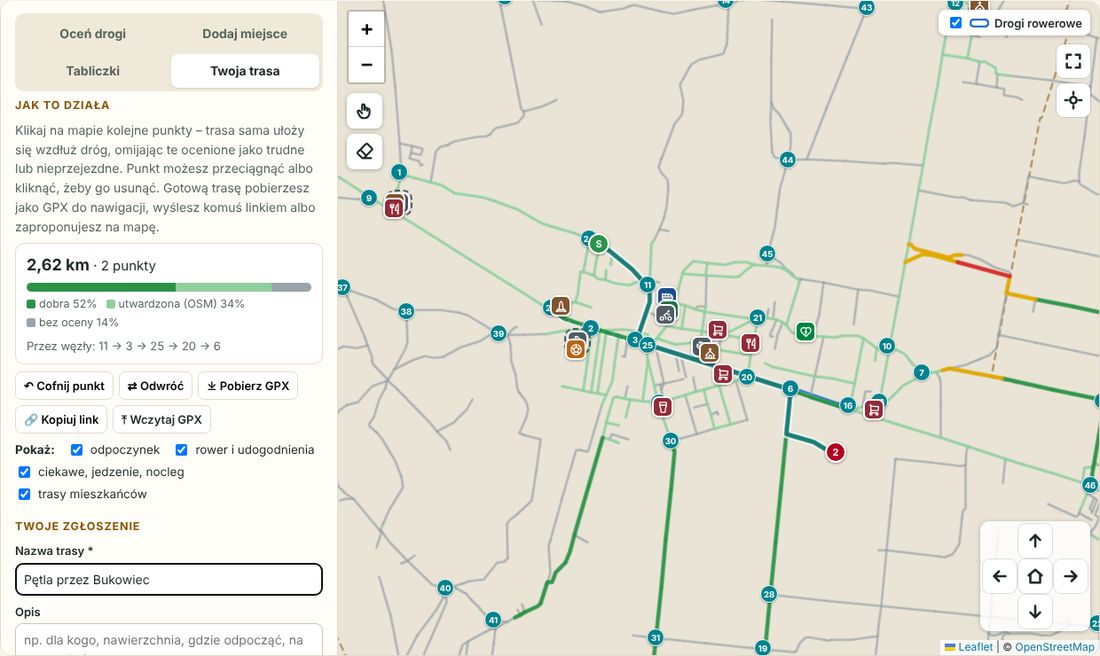 Oceń drogi
Dodaj miejsce
Tabliczki
Twoja trasa
JAK TO DZIAŁA
Klikaj na mapie kolejne punkty – trasa sama ułoży
się wzdłuż dróg, omijając te ocenione jako trudne
lub nieprzejezdne. Punkt możesz przeciągnąć albo
kliknąć, żeby go usunąć. Gotową trasę pobierzesz
jako GPX do nawigacji, wyślesz komuś linkiem albo
zaproponujesz na mapę.
2,62 km · 2 punkty
dobra 52% utwardzona (OSM) 34%
bez oceny 14%
Przez węzły: 11 → 3 → 25 → 20 → 6
↶ Cofnij punkt
⇄ Odwróć
Pobierz GPX
Kopiuj link
Wczytaj GPX
Pokaż: odpoczynek rower i udogodnienia
ciekawe, jedzenie, nocleg
trasy mieszkańców
TWOJE ZGŁOSZENIE
Nazwa trasy *
Pętla przez Bukowiec
Opis
np. dla kogo, nawierzchnia, gdzie odpocząć, na
+
−
Drogi rowerowe
43
12
44
1
9
S
45
11
37
38
39
2
3
25
21
10
7
20
6
16
30
2
46
40
41
28
31
19
Leaflet | © OpenStreetMap